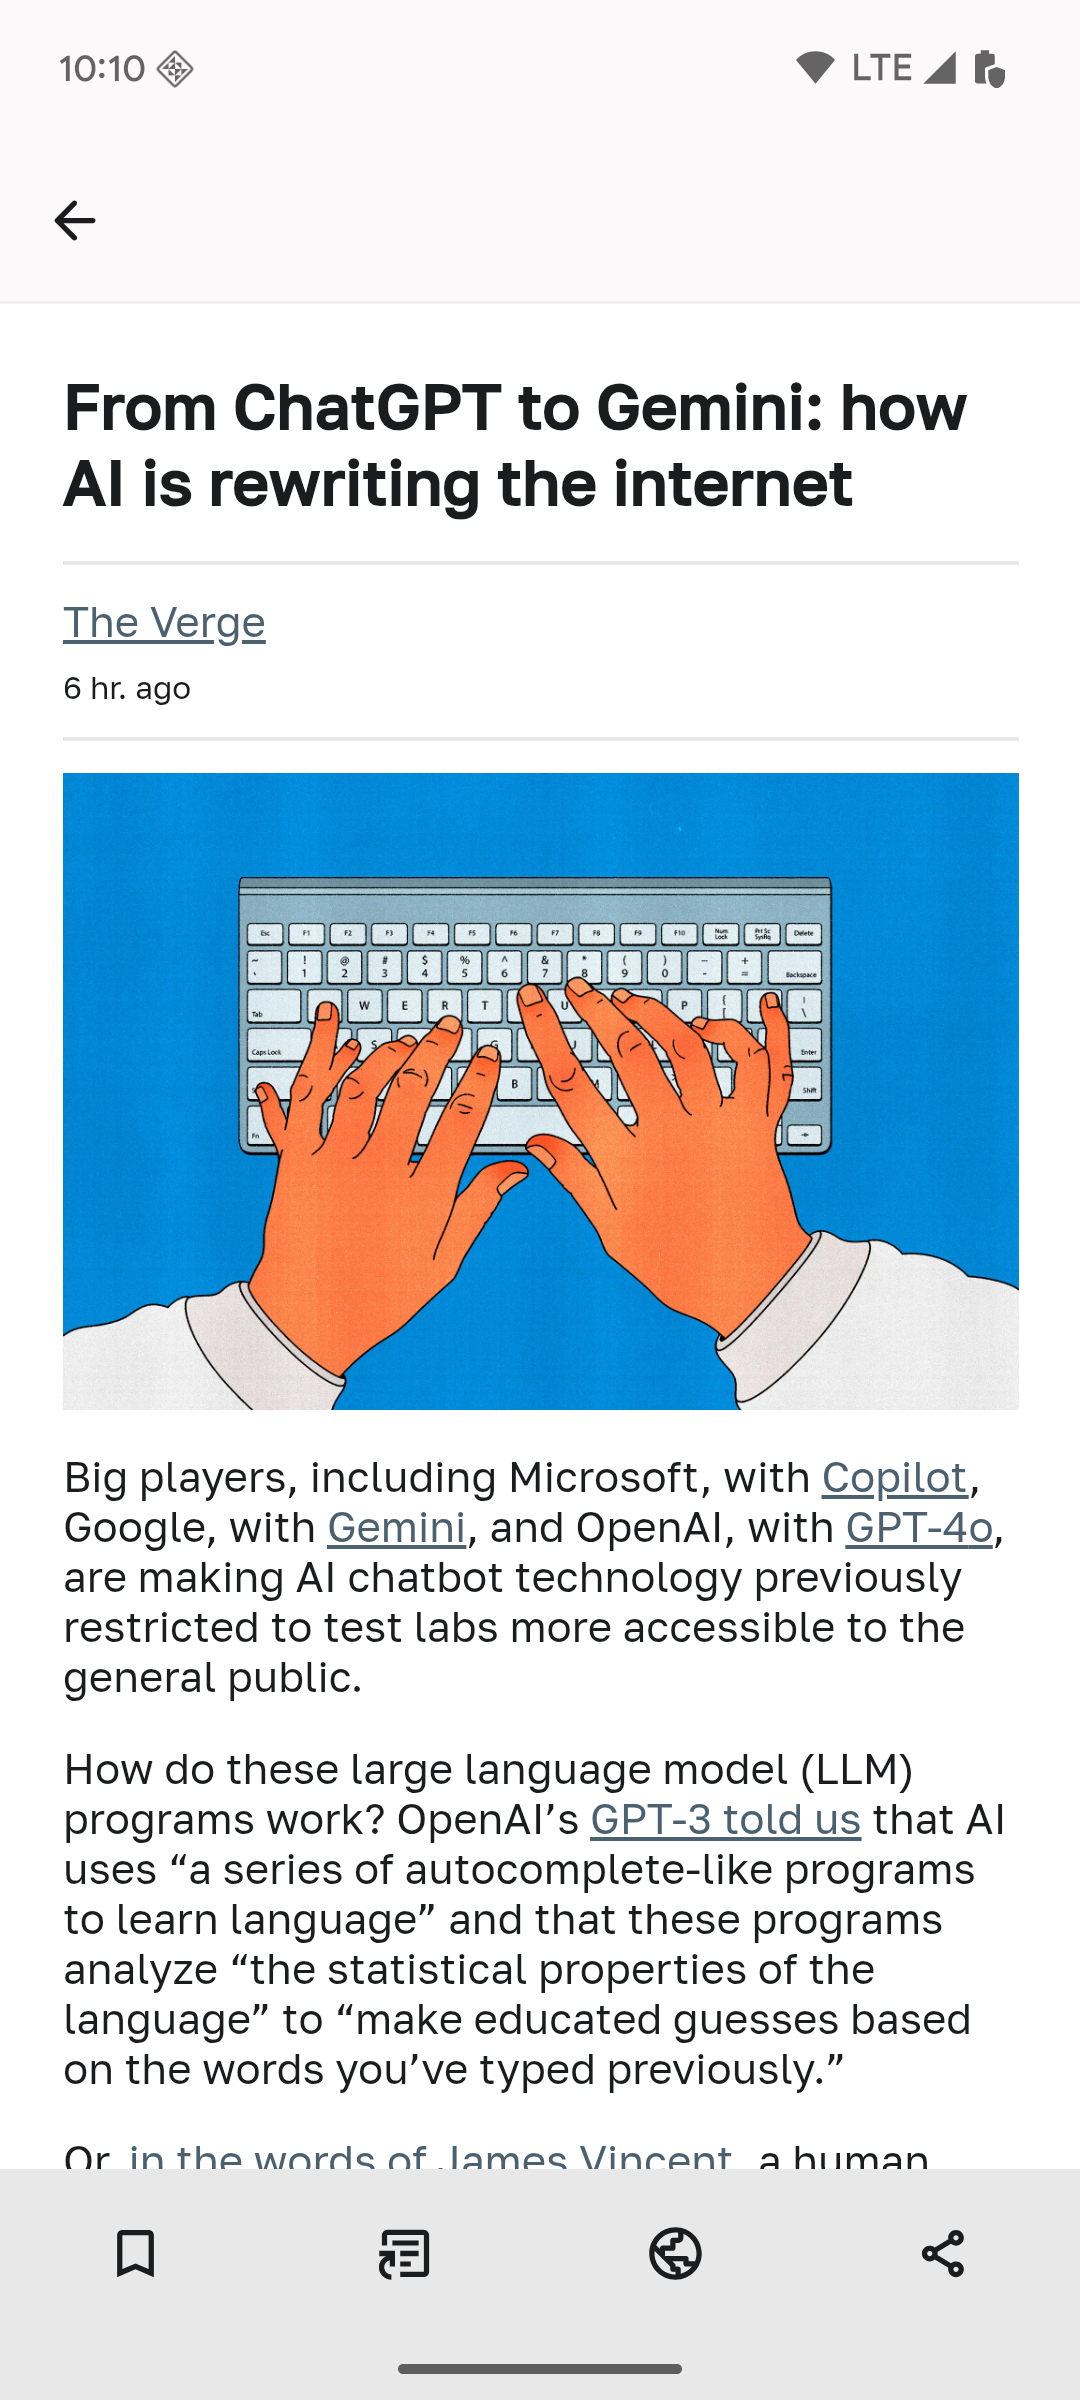 10:10
LTE
From ChatGPT to Gemini: how
AI is rewriting the internet
The Verge
6 hr. ago
Esc F1 F2 F3 F4 F5 F6 F7 F8 F9 F10 Num Lock Prt Sc SysRq Delete
~ ! @ # $ % ^ & * ( ) - + 
` 1 2 3 4 5 6 7 8 9 0 - = Backspace
Tab W E R T U P { [ | \
Caps Lock S G J Enter
B M Shift
Fn
Big players, including Microsoft, with Copilot,
Google, with Gemini, and OpenAI, with GPT-4o,
are making AI chatbot technology previously
restricted to test labs more accessible to the
general public.
How do these large language model (LLM)
programs work? OpenAI’s GPT-3 told us that AI
uses “a series of autocomplete-like programs
to learn language” and that these programs
analyze “the statistical properties of the
language” to “make educated guesses based
on the words you’ve typed previously.”
Or, in the words of James Vincent, a human